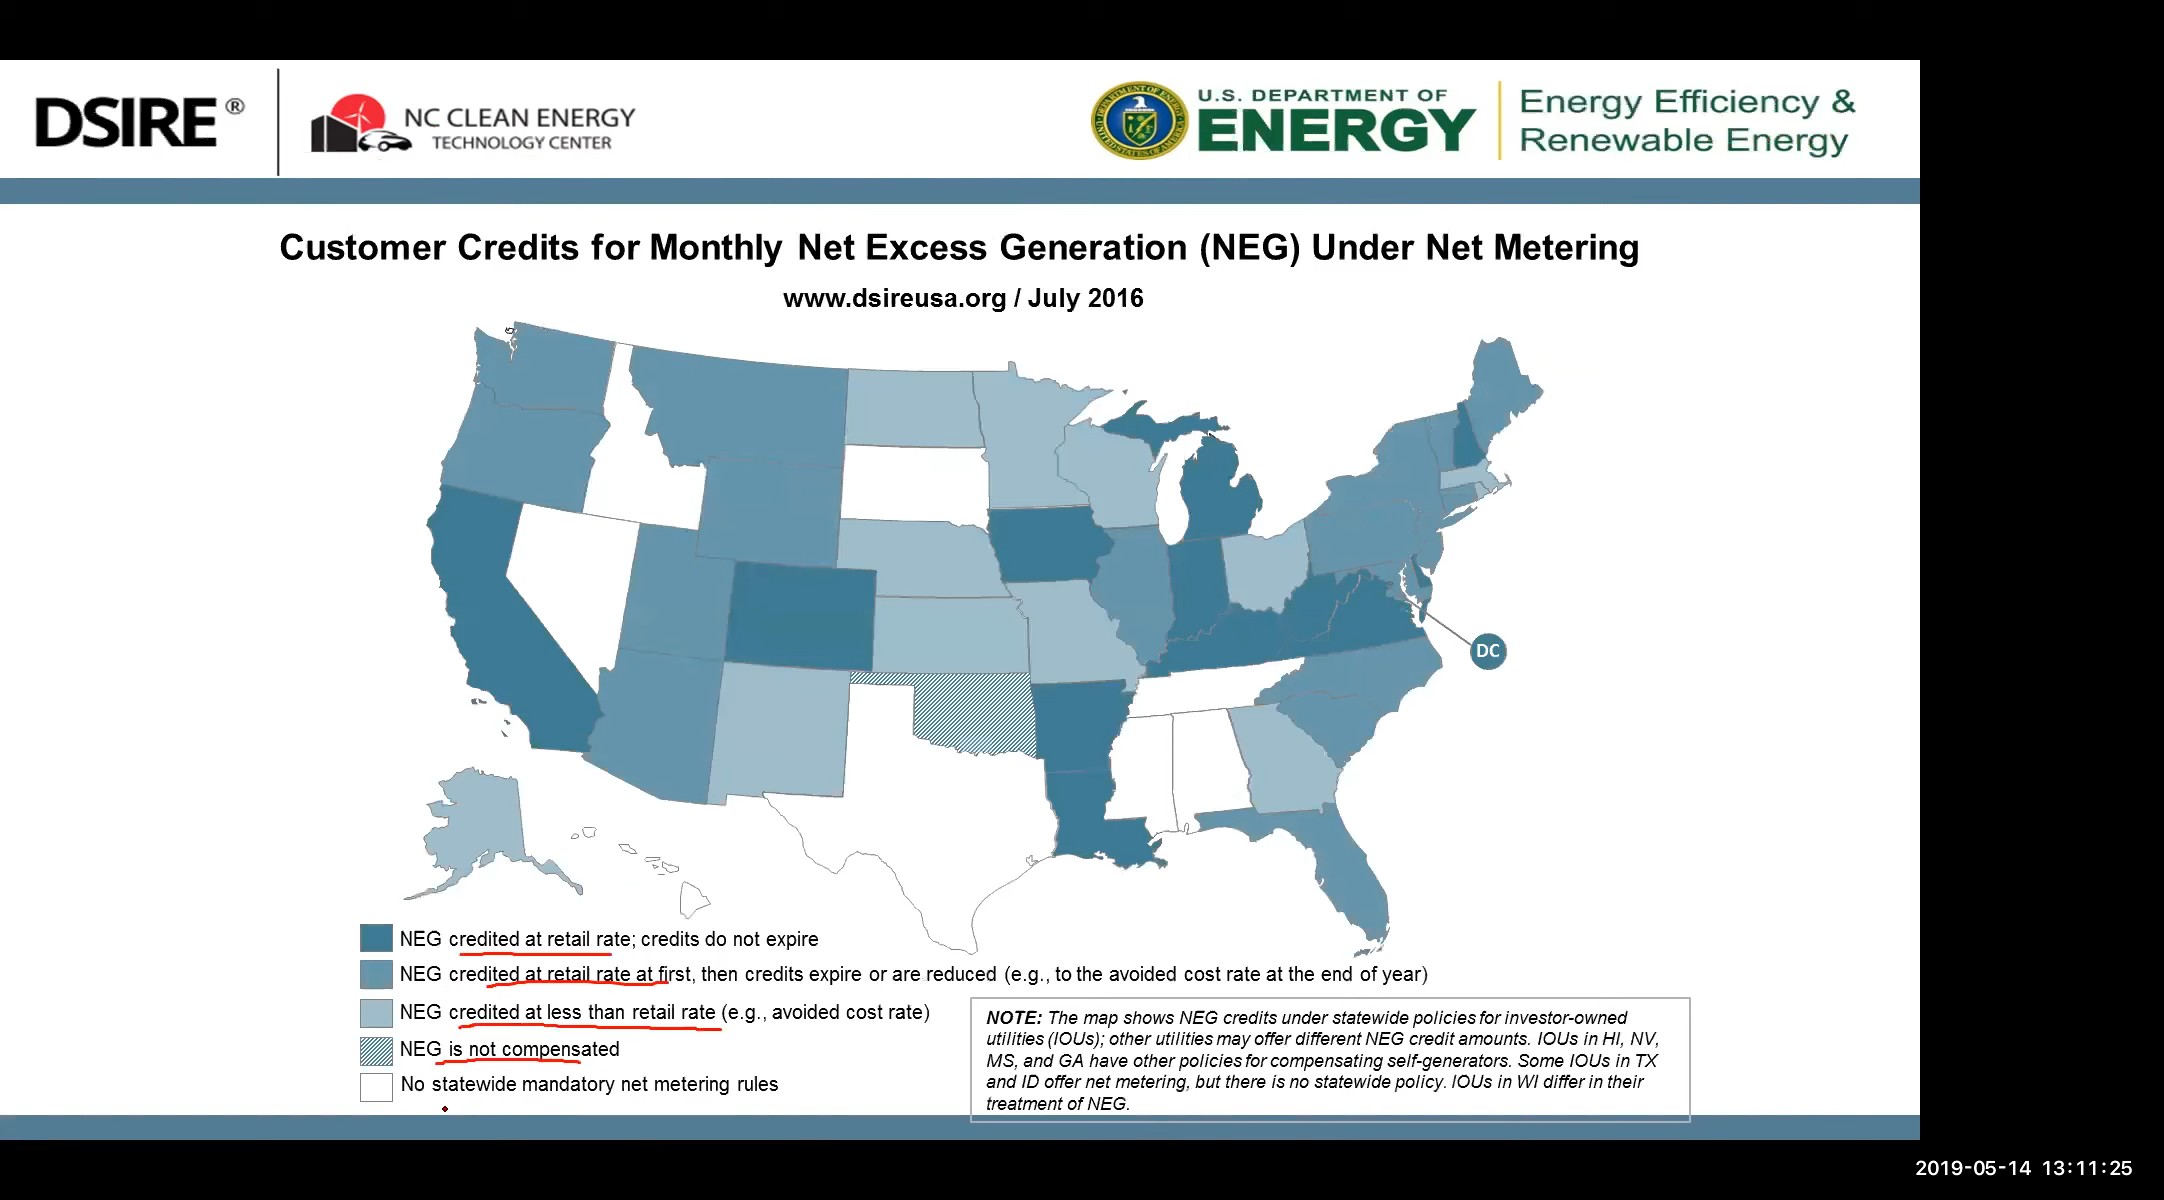 DSIRE®
NC CLEAN ENERGY
TECHNOLOGY CENTER
U.S. DEPARTMENT OF
ENERGY
Energy Efficiency &
Renewable Energy
Customer Credits for Monthly Net Excess Generation (NEG) Under Net Metering
www.dsireusa.org / July 2016
DC
NEG credited at retail rate; credits do not expire
NEG credited at retail rate at first, then credits expire or are reduced (e.g., to the avoided cost rate at the end of year)
NEG credited at less than retail rate (e.g., avoided cost rate)
NEG is not compensated
No statewide mandatory net metering rules
NOTE: The map shows NEG credits under statewide policies for investor-owned
utilities (IOUs); other utilities may offer different NEG credit amounts. IOUs in HI, NV,
MS, and GA have other policies for compensating self-generators. Some IOUs in TX
and ID offer net metering, but there is no statewide policy. IOUs in WI differ in their
treatment of NEG.
2019-05-14 13:11:25